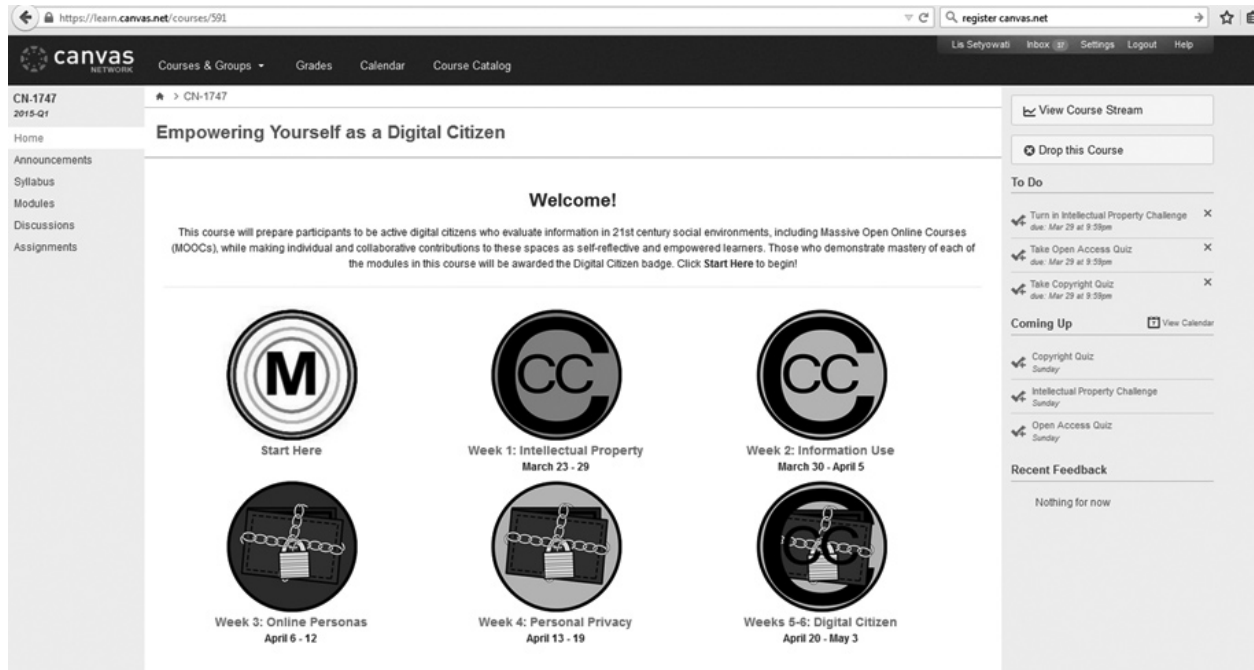 https://learn.canvas.net/courses/591
register canvas.net
canvas
NETWORK
Courses & Groups
Grades
Calendar
Course Catalog
Lis Setyowati
Inbox
Settings
Logout
Help
CN-1747
2015-Q1
Home
Announcements
Syllabus
Modules
Discussions
Assignments
> CN-1747
Empowering Yourself as a Digital Citizen
Welcome!
This course will prepare participants to be active digital citizens who evaluate information in 21st century social environments, including Massive Open Online Courses
(MOOCs), while making individual and collaborative contributions to these spaces as self-reflective and empowered learners. Those who demonstrate mastery of each of
the modules in this course will be awarded the Digital Citizen badge. Click Start Here to begin!
M
Start Here
CC
Week 1: Intellectual Property
March 23 - 29
CC
Week 2: Information Use
March 30 - April 5
Week 3: Online Personas
April 6 - 12
Week 4: Personal Privacy
April 13 - 19
CC
Weeks 5-6: Digital Citizen
April 20 - May 3
View Course Stream
Drop this Course
To Do
Turn in Intellectual Property Challenge
due: Mar 29 at 9:59pm
Take Open Access Quiz
due: Mar 29 at 9:59pm
Take Copyright Quiz
due: Mar 29 at 9:59pm
Coming Up
View Calendar
Copyright Quiz
Sunday
Intellectual Property Challenge
Sunday
Open Access Quiz
Sunday
Recent Feedback
Nothing for now